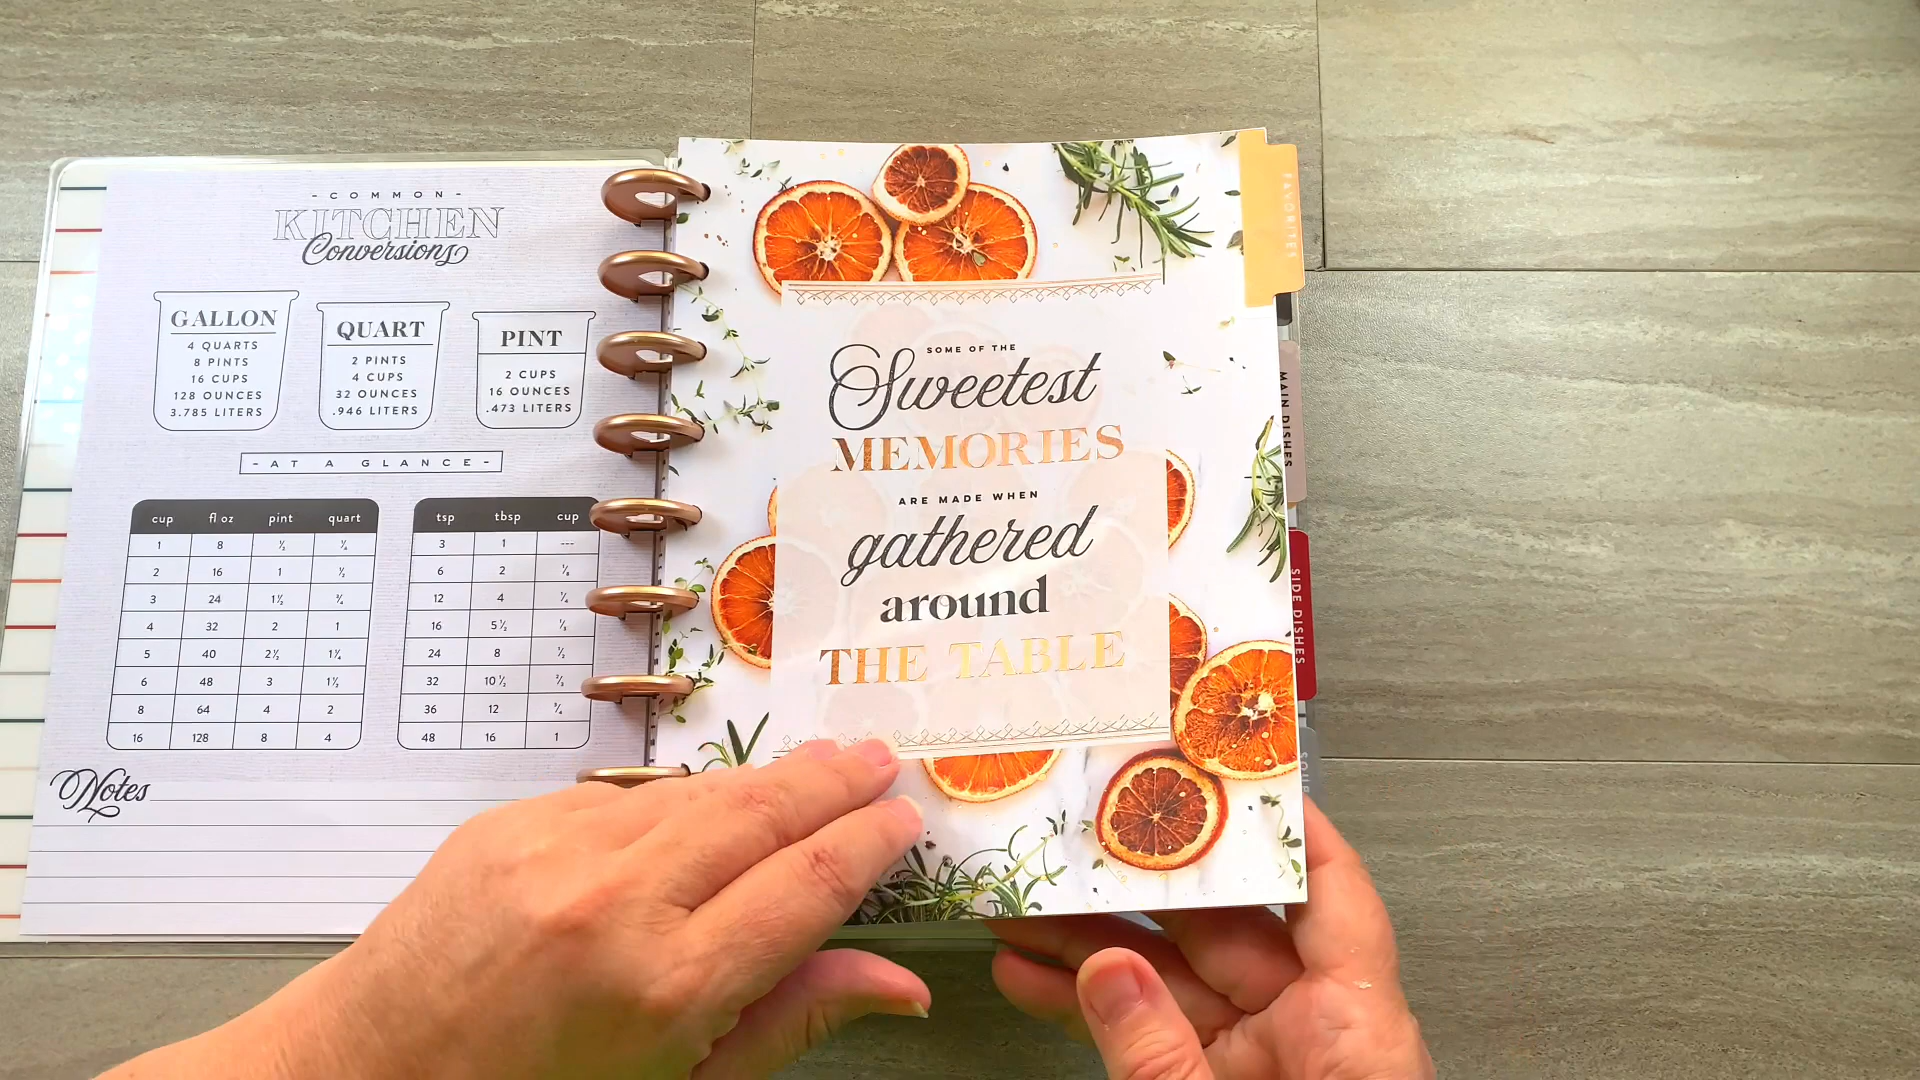 -COMMON-
KITCHEN
Conversions
GALLON
4 QUARTS
8 PINTS
16 CUPS
128 OUNCES
3.785 LITERS
QUART
2 PINTS
4 CUPS
32 OUNCES
.946 LITERS
PINT
2 CUPS
16 OUNCES
.473 LITERS
-AT A GLANCE-
cup fl oz pint quart
1 8 ½ ¼
2 16 1 ½
3 24 1½ ¾
4 32 2 1
5 40 2½ 1¼
6 48 3 1½
8 64 4 2
16 128 8 4
tsp tbsp cup
3 1 ---
6 2 ⅛
12 4 ¼
16 5½ ⅓
24 8 ½
32 10½ ⅔
36 12 ¾
48 16 1
Notes
SOME OF THE
Sweetest
MEMORIES
ARE MADE WHEN
gathered
around
THE TABLE
FAVORITES
MAIN DISHES
SIDE DISHES
SOUP